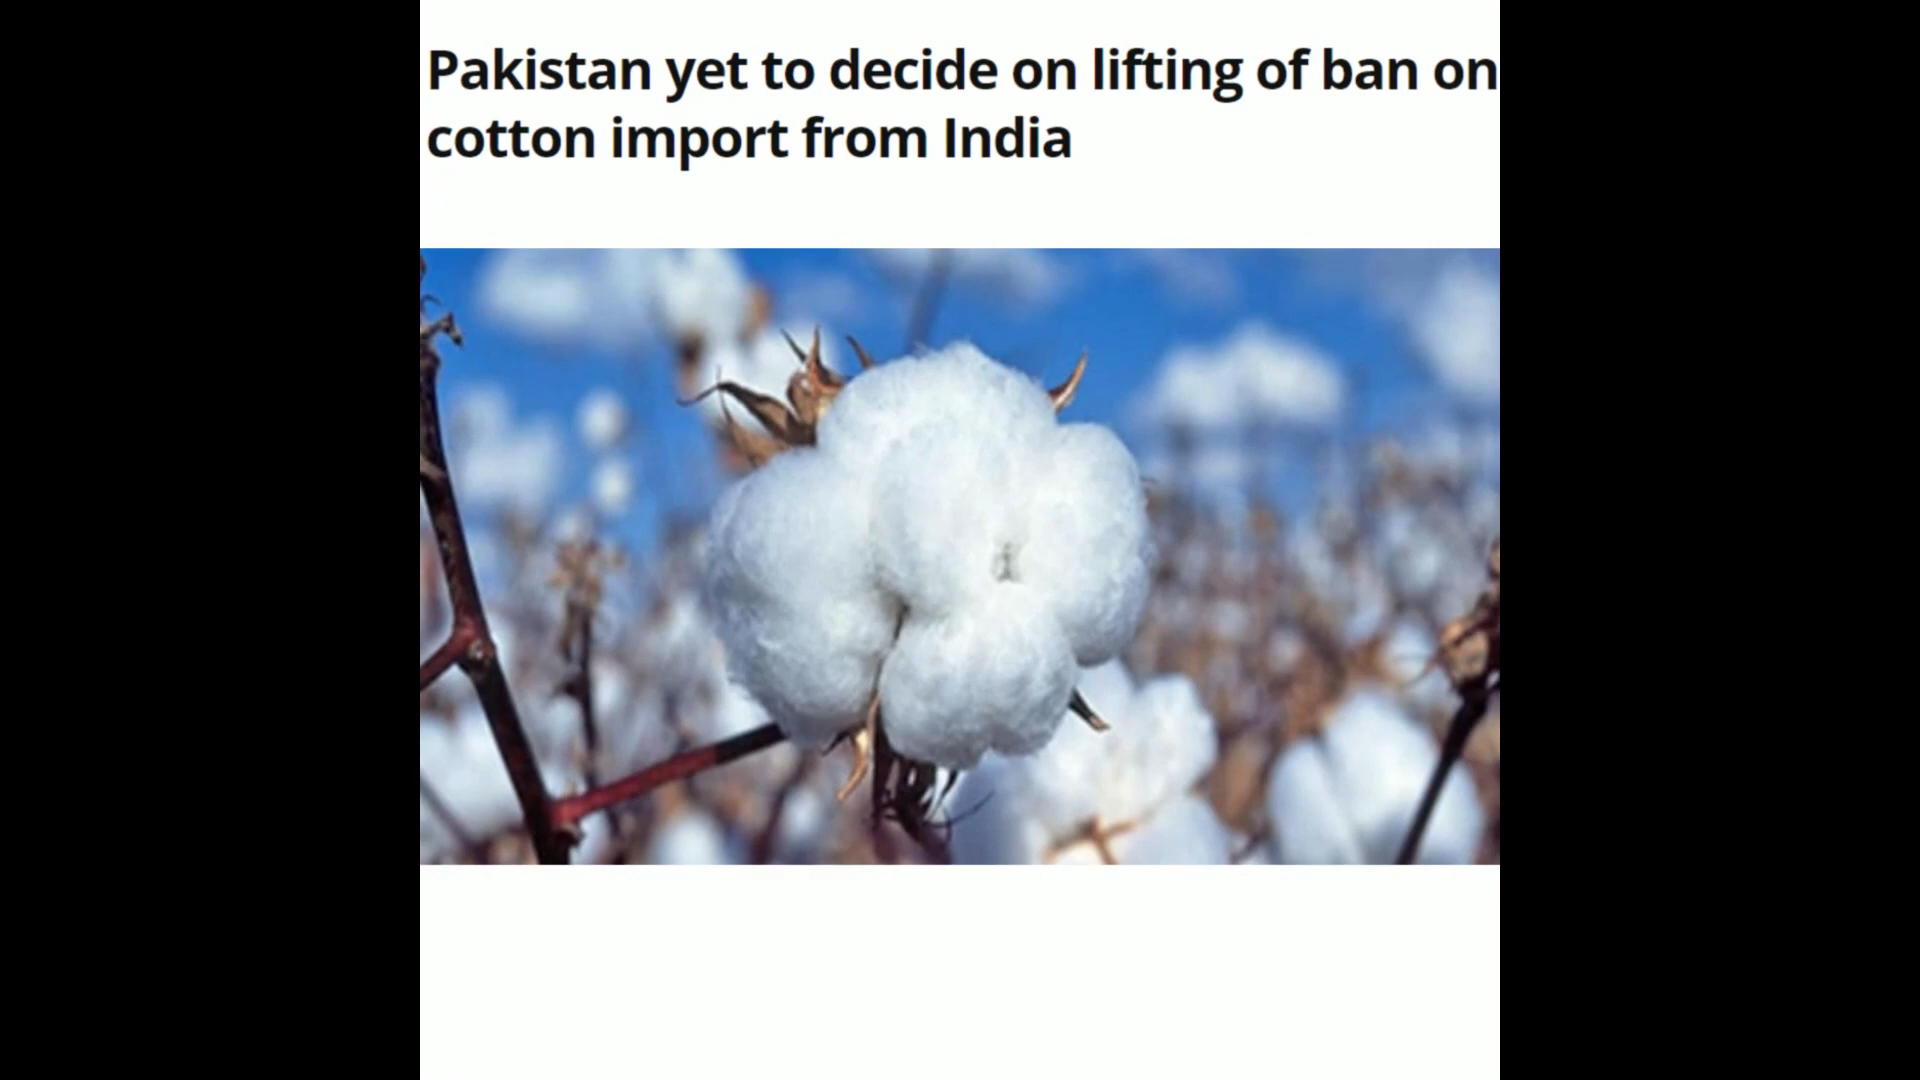 Pakistan yet to decide on lifting of ban on
cotton import from India